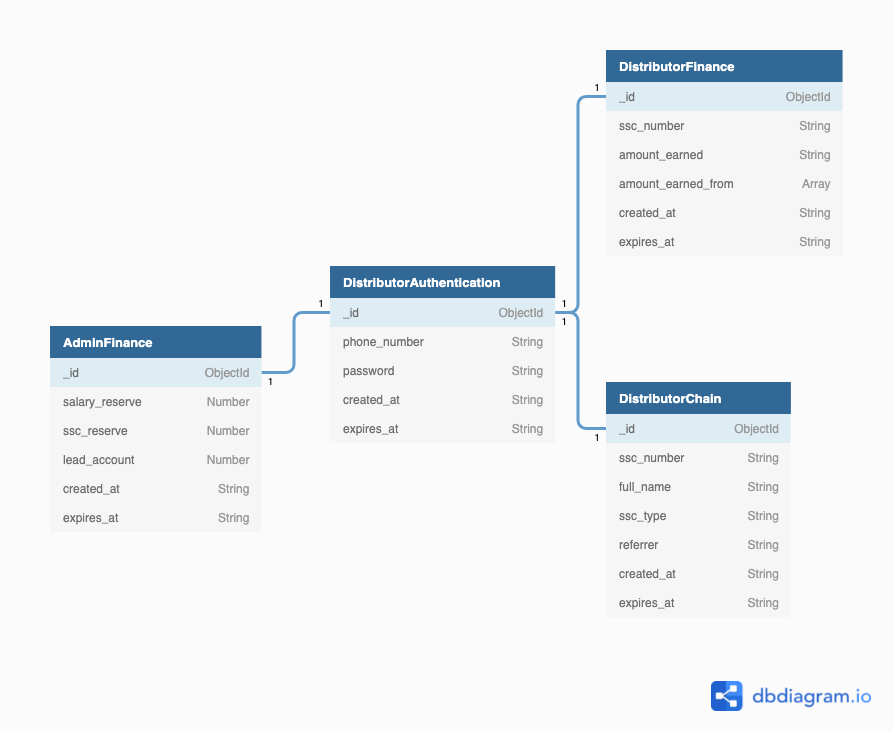 DistributorFinance
1
_id ObjectId
ssc_number String
amount_earned String
amount_earned_from Array
created_at String
expires_at String
DistributorAuthentication
1 _id ObjectId 1
1
phone_number String
password String
created_at String
expires_at String
AdminFinance
_id ObjectId 1
salary_reserve Number
ssc_reserve Number
lead_account Number
created_at String
expires_at String
DistributorChain
1 _id ObjectId
ssc_number String
full_name String
ssc_type String
referrer String
created_at String
expires_at String
dbdiagram.io